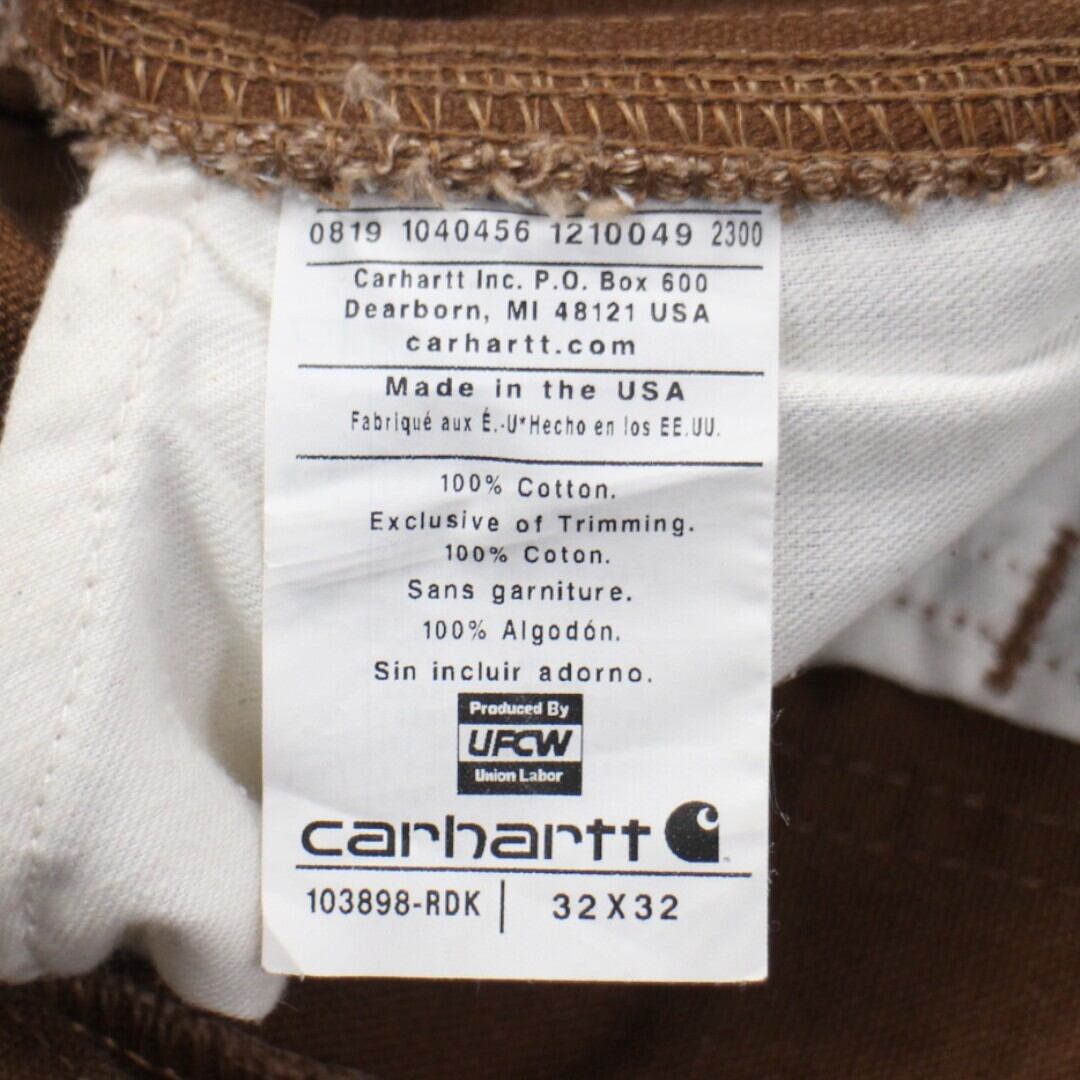 0819 1040456 1210049 2300
Carhartt Inc. P.O. Box 600
Dearborn, MI 48121 USA
carhartt.com
Made in the USA
Fabriqué aux É.-U*Hecho en los EE.UU.
100% Cotton.
Exclusive of Trimming.
100% Coton.
Sans garniture.
100% Algodón.
Sin incluir adorno.
Produced By
UFCW
Union Labor
carhartt
103898-RDK | 32X32